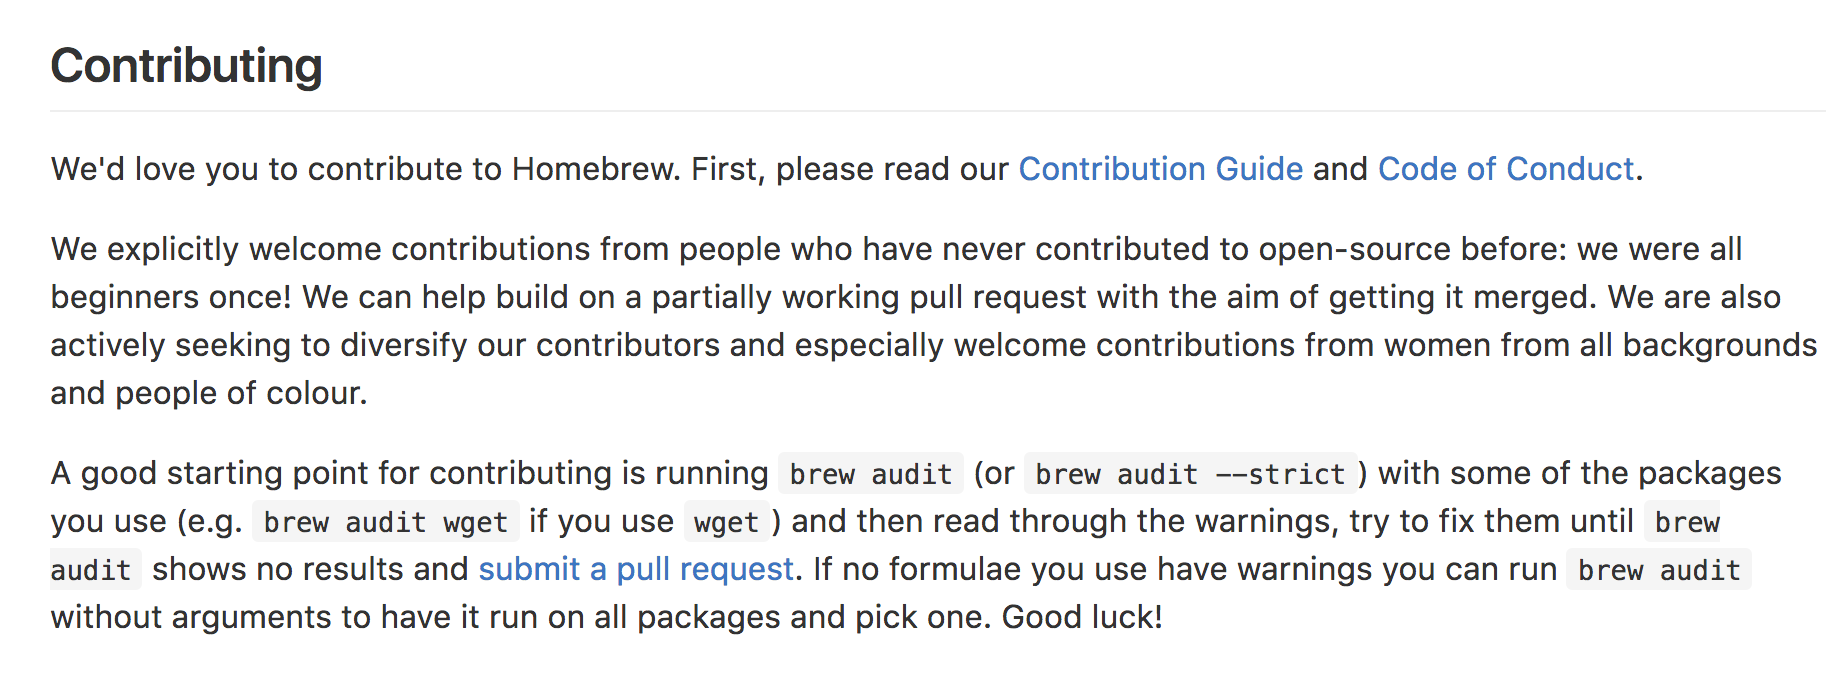 Contributing
We'd love you to contribute to Homebrew. First, please read our Contribution Guide and Code of Conduct.
We explicitly welcome contributions from people who have never contributed to open-source before: we were all
beginners once! We can help build on a partially working pull request with the aim of getting it merged. We are also
actively seeking to diversify our contributors and especially welcome contributions from women from all backgrounds
and people of colour.
A good starting point for contributing is running brew audit (or brew audit --strict) with some of the packages
you use (e.g. brew audit wget if you use wget) and then read through the warnings, try to fix them until brew
audit shows no results and submit a pull request. If no formulae you use have warnings you can run brew audit
without arguments to have it run on all packages and pick one. Good luck!